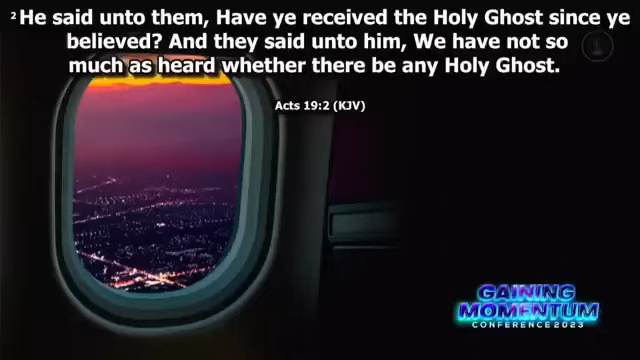 2 He said unto them, Have ye received the Holy Ghost since ye
believed? And they said unto him, We have not so
much as heard whether there be any Holy Ghost.
Acts 19:2 (KJV)
GAINING
MOMENTUM
CONFERENCE 2023